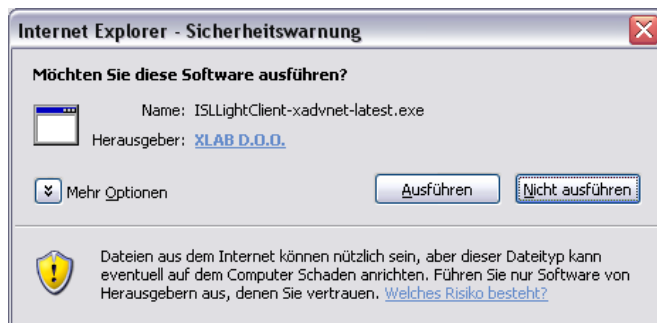 Internet Explorer - Sicherheitswarnung
Möchten Sie diese Software ausführen?
Name: ISLLightClient-xadvnet-latest.exe
Herausgeber: XLAB D.O.O.
Mehr Optionen
Ausführen
Nicht ausführen
Dateien aus dem Internet können nützlich sein, aber dieser Dateityp kann
eventuell auf dem Computer Schaden anrichten. Führen Sie nur Software von
Herausgebern aus, denen Sie vertrauen. Welches Risiko besteht?